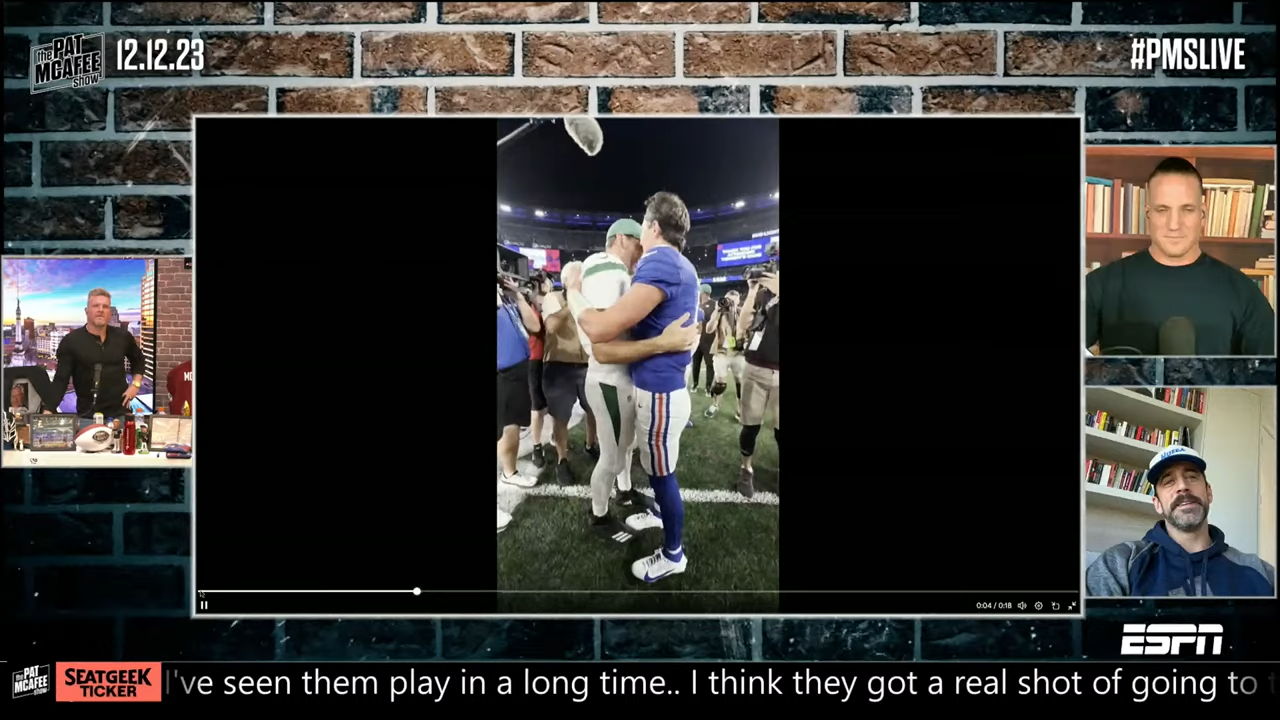 the PAT MCAFEE show
12.12.23
#PMSLIVE
0:04 / 0:18
ESPN
the PAT MCAFEE show
SEATGEEK TICKER
I've seen them play in a long time.. I think they got a real shot of going to